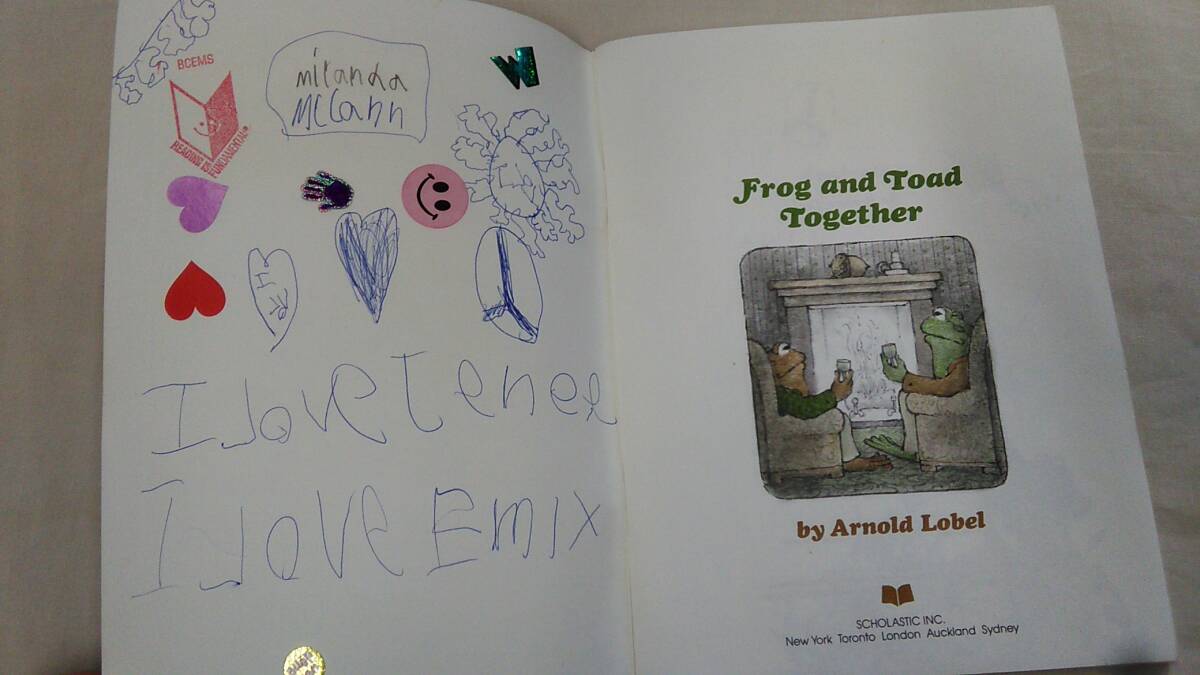 BCEMS
READING IS FUNDAMENTAL®
miranda
McCann
W
I love Tenee
I love Emix
Frog and Toad
Together
by Arnold Lobel
SCHOLASTIC INC.
New York Toronto London Auckland Sydney